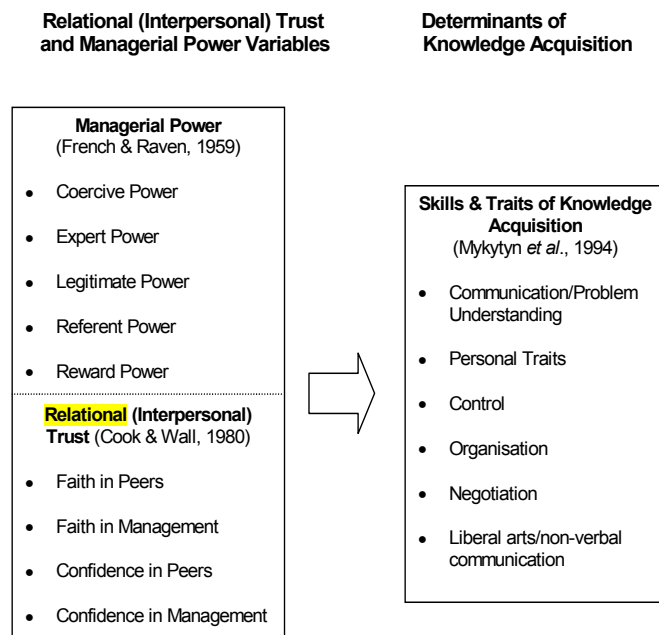 Relational (Interpersonal) Trust
and Managerial Power Variables
Determinants of
Knowledge Acquisition
Managerial Power
(French & Raven, 1959)
• Coercive Power
• Expert Power
• Legitimate Power
• Referent Power
• Reward Power
Relational (Interpersonal)
Trust (Cook & Wall, 1980)
• Faith in Peers
• Faith in Management
• Confidence in Peers
• Confidence in Management
Skills & Traits of Knowledge
Acquisition
(Mykytyn et al., 1994)
• Communication/Problem
Understanding
• Personal Traits
• Control
• Organisation
• Negotiation
• Liberal arts/non-verbal
communication